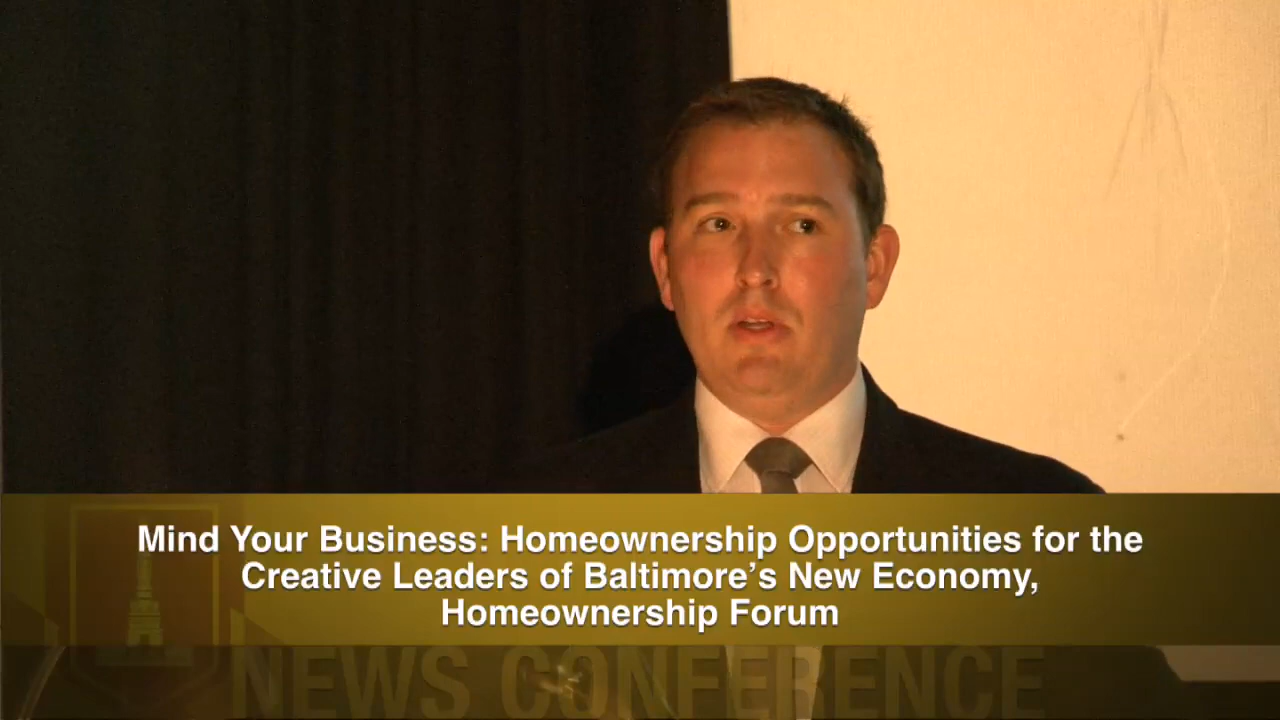 Mind Your Business: Homeownership Opportunities for the
Creative Leaders of Baltimore’s New Economy,
Homeownership Forum
NEWS CONFERENCE